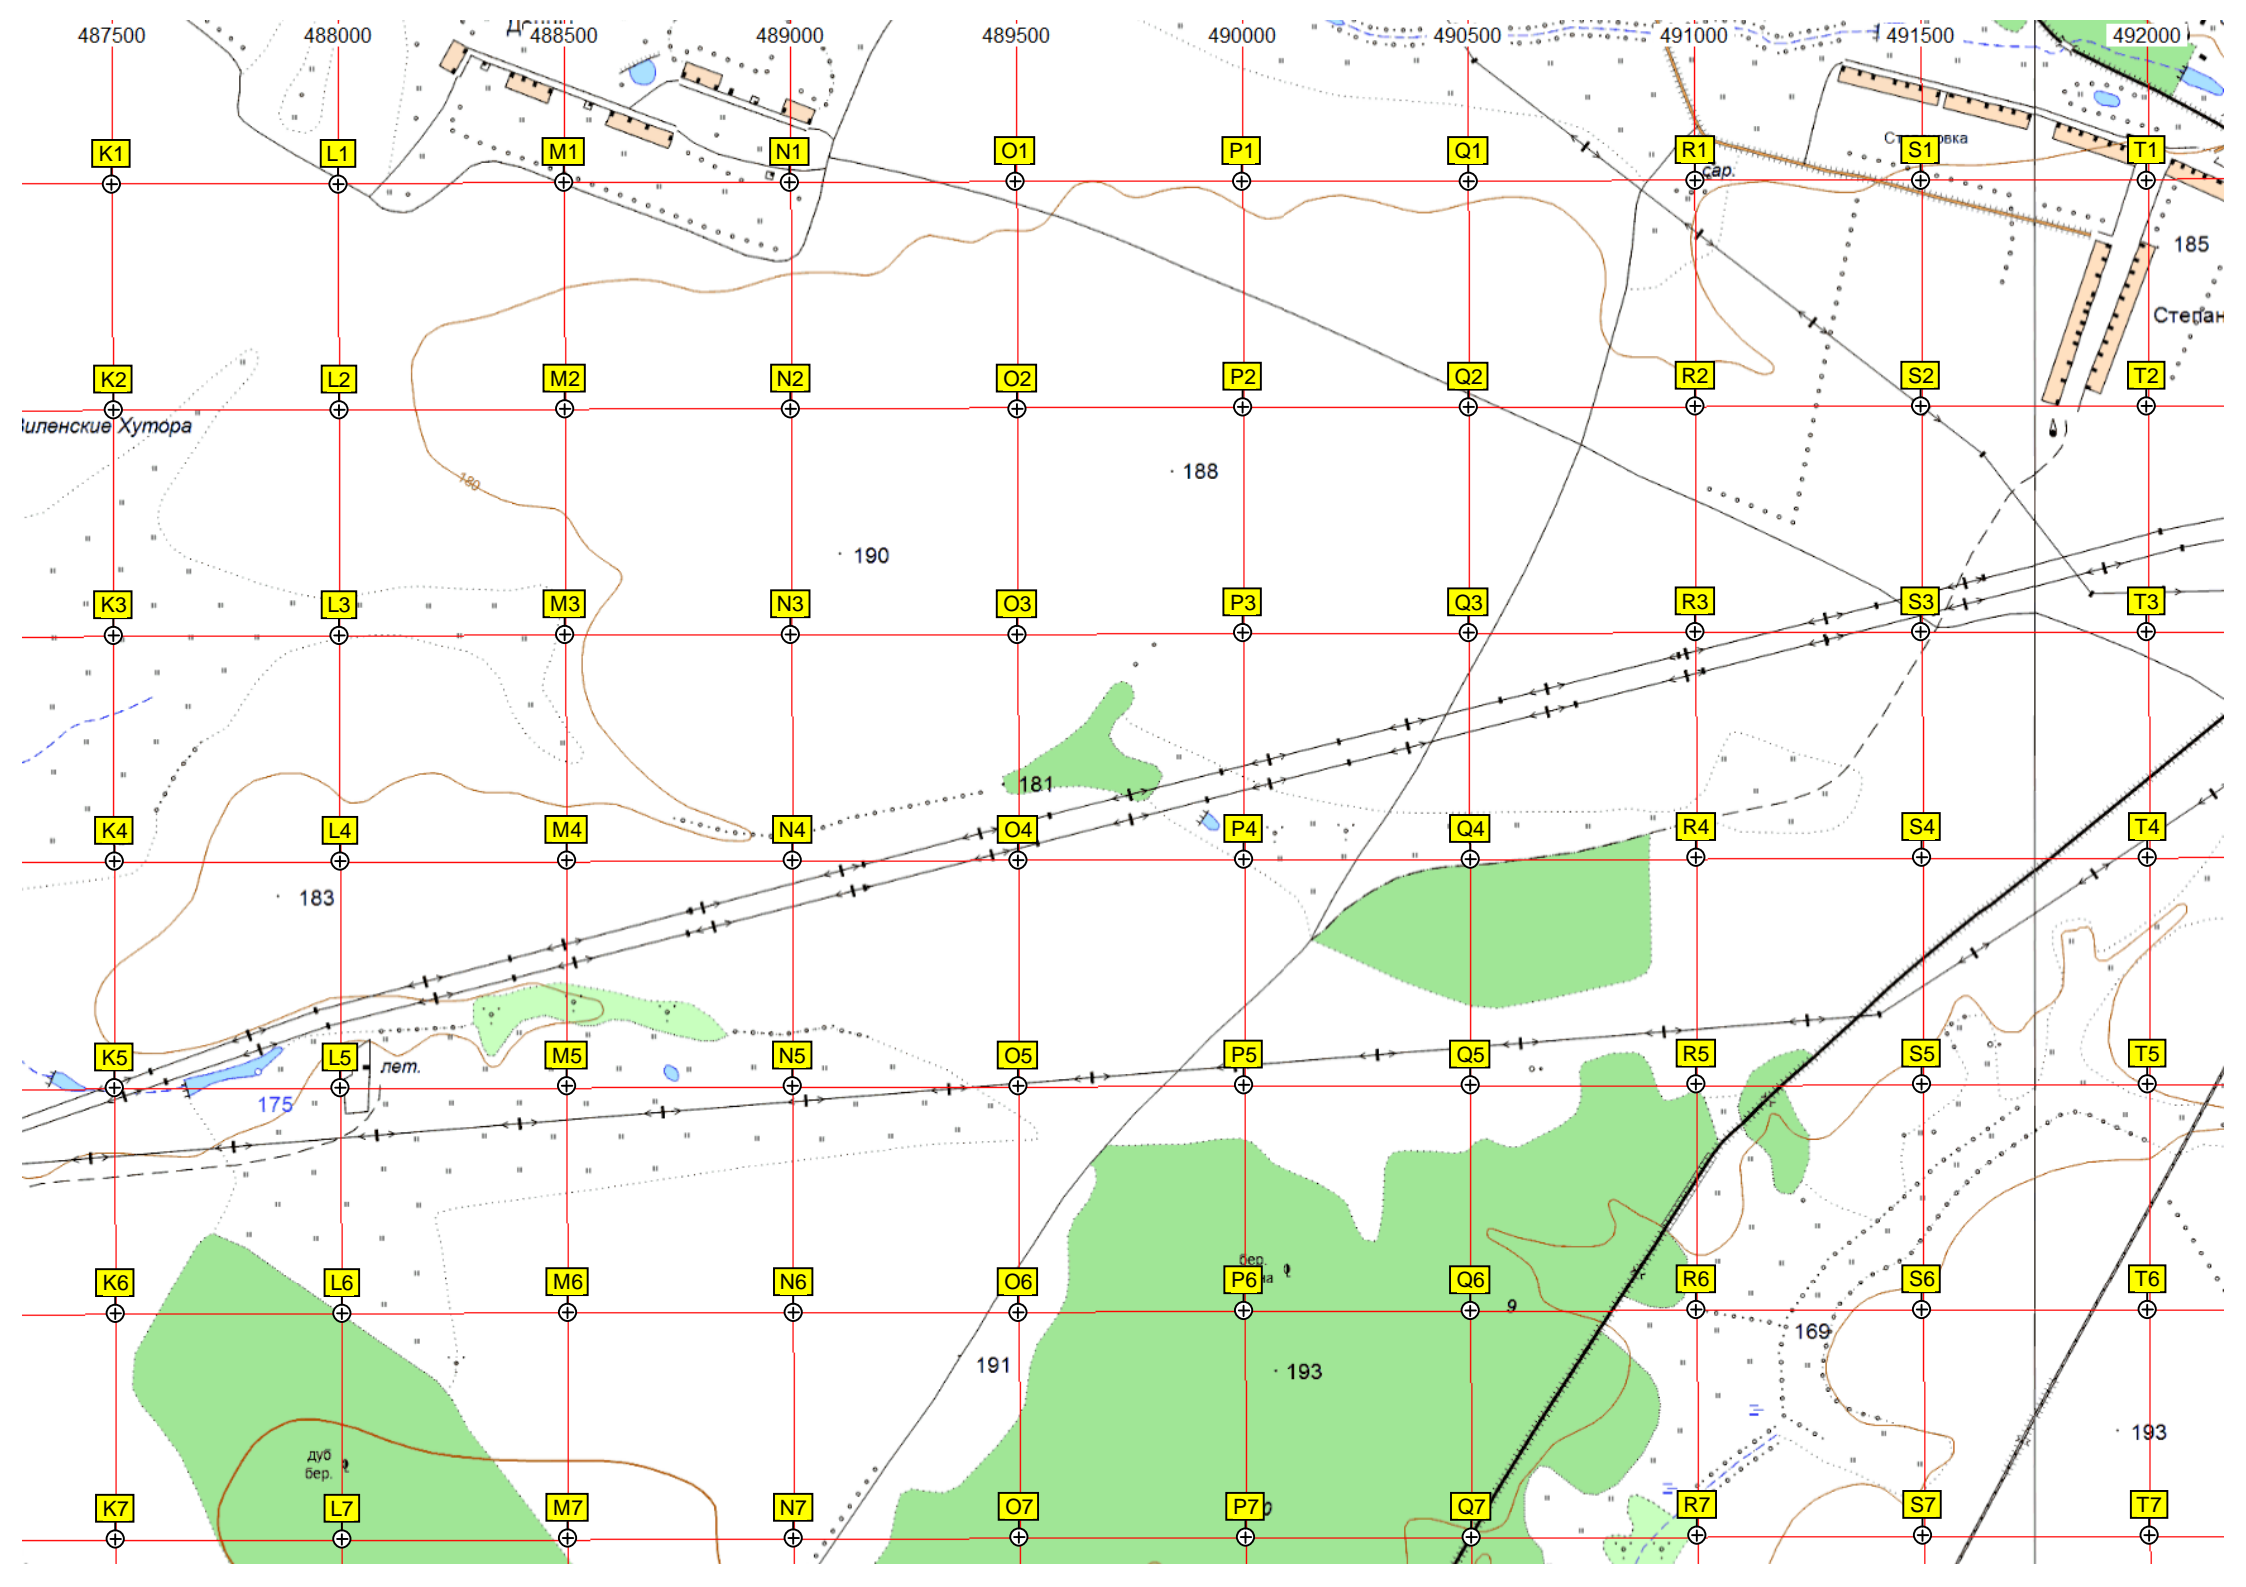 487500 488000 488500 489000 489500 490000 490500 491000 491500 492000
K1 L1 M1 N1 O1 P1 Q1 R1 S1 T1
сар.
185
Степан
K2 L2 M2 N2 O2 P2 Q2 R2 S2 T2
иленские Хутора
188
180
190
K3 L3 M3 N3 O3 P3 Q3 R3 S3 T3
181
K4 L4 M4 N4 O4 P4 Q4 R4 S4 T4
183
K5 L5 M5 N5 O5 P5 Q5 R5 S5 T5
лет.
175
бер.
K6 L6 M6 N6 O6 P6 Q6 R6 S6 T6
9
169
191
193
193
дуб
бер.
K7 L7 M7 N7 O7 P7 Q7 R7 S7 T7